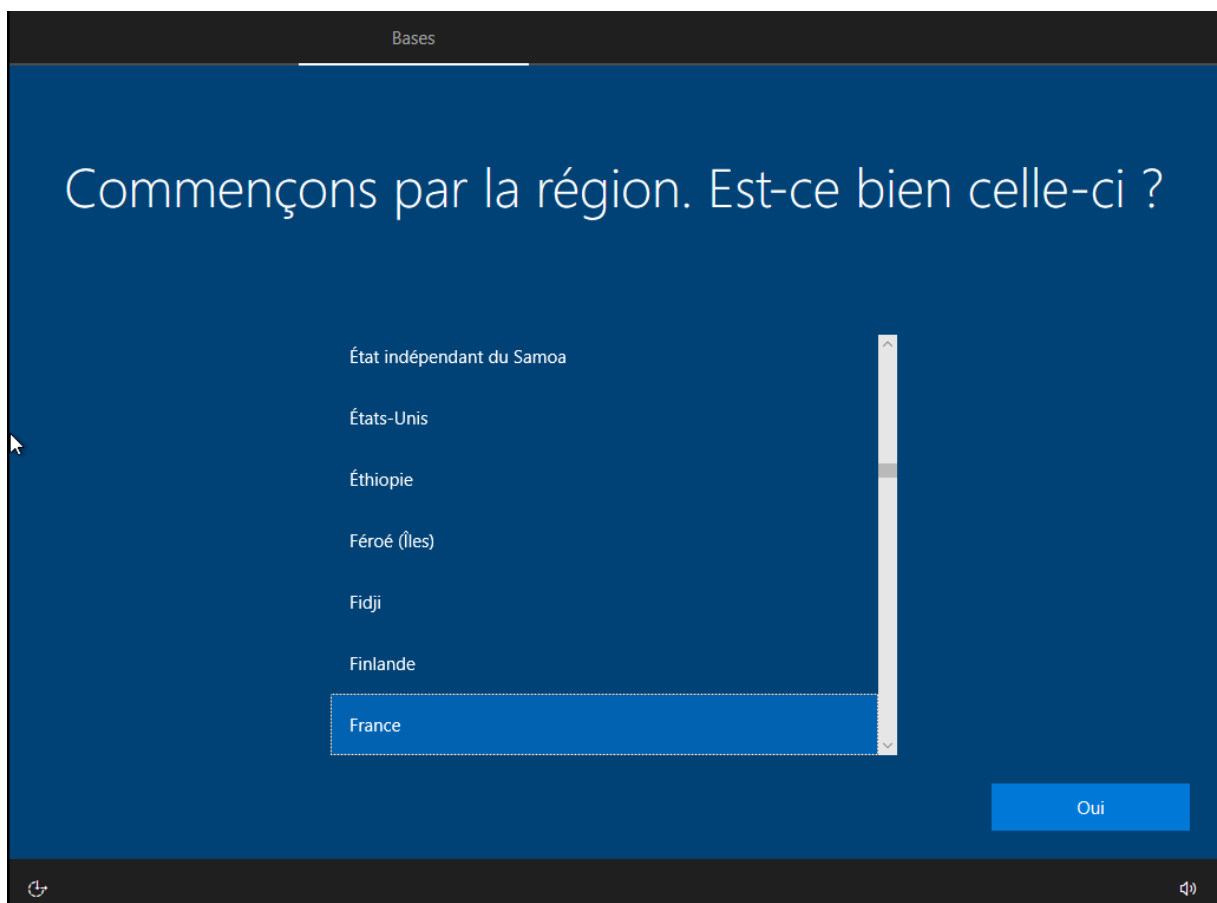 Bases
Commençons par la région. Est-ce bien celle-ci ?
État indépendant du Samoa
États-Unis
Éthiopie
Féroé (Îles)
Fidji
Finlande
France
Oui